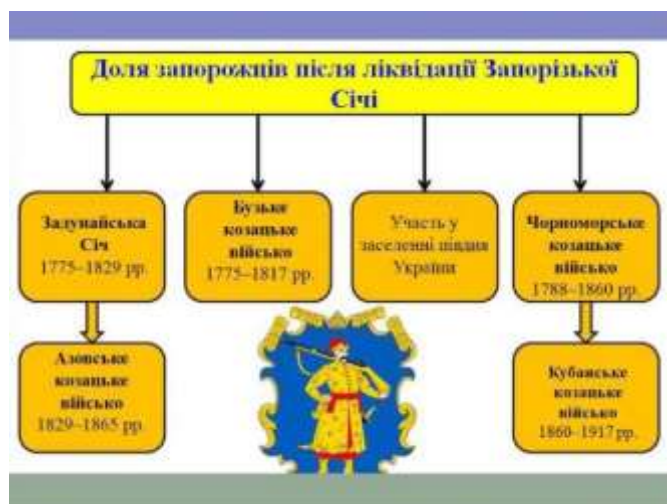 Доля запорожців після ліквідації Запорізької
Січі
Задунайська
Січ
1775–1829 рр.
Бузьке
козацьке
військо
1775–1817 рр.
Участь у
заселенні півдня
України
Чорноморське
козацьке
військо
1788–1860 рр.
Азовське
козацьке
військо
1829–1865 рр.
Кубанське
козацьке
військо
1860–1917 рр.